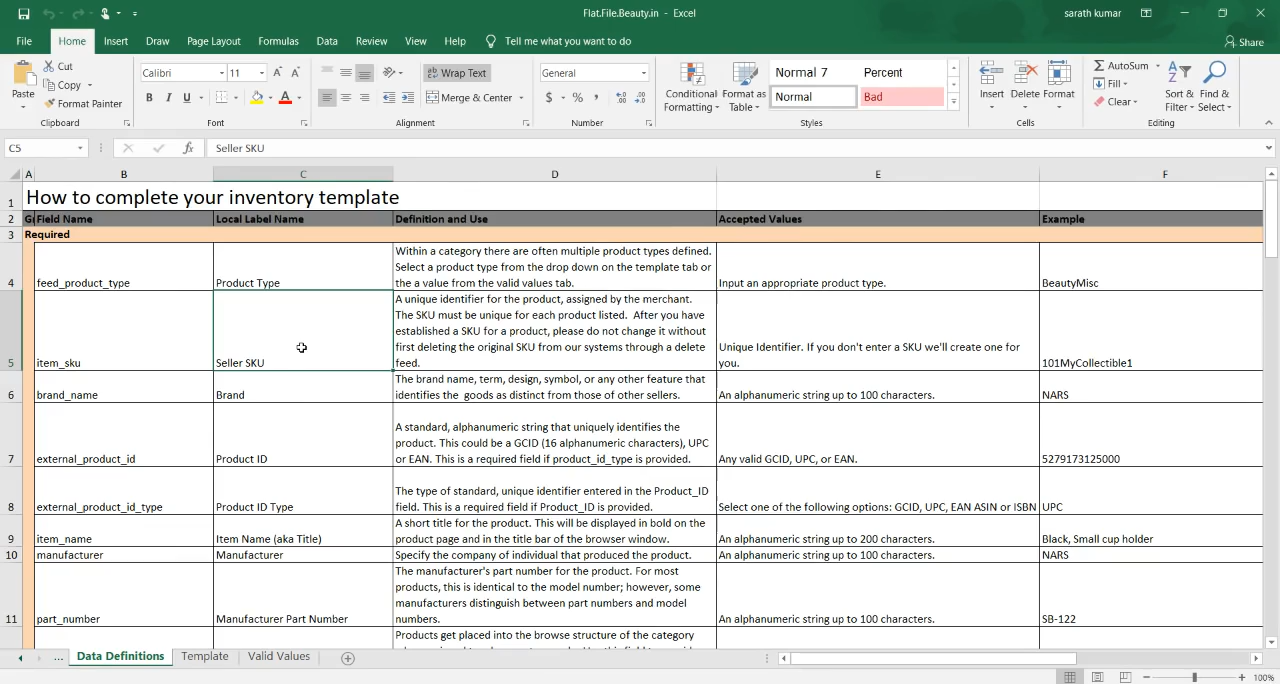 Flat.File.Beauty.in - Excel
sarath kumar
File Home Insert Draw Page Layout Formulas Data Review View Help Tell me what you want to do Share
Paste
Cut
Copy
Format Painter
Clipboard
Calibri 11
B I U
Font
Wrap Text
Merge & Center
Alignment
General
$ % ,
Number
Conditional Formatting
Format as Table
Normal 7 Percent
Normal Bad
Styles
Insert Delete Format
Cells
AutoSum
Fill
Clear
Sort & Filter
Find & Select
Editing
C5 fx Seller SKU
A B C D E F
1 How to complete your inventory template
2 Field Name Local Label Name Definition and Use Accepted Values Example
3 Required
Within a category there are often multiple product types defined.
Select a product type from the drop down on the template tab or
4 feed_product_type Product Type the a value from the valid values tab. Input an appropriate product type. BeautyMisc
A unique identifier for the product, assigned by the merchant.
The SKU must be unique for each product listed. After you have
established a SKU for a product, please do not change it without
first deleting the original SKU from our systems through a delete Unique Identifier. If you don't enter a SKU we'll create one for
5 item_sku Seller SKU feed. you. 101MyCollectible1
The brand name, term, design, symbol, or any other feature that
6 brand_name Brand identifies the goods as distinct from those of other sellers. An alphanumeric string up to 100 characters. NARS
A standard, alphanumeric string that uniquely identifies the
product. This could be a GCID (16 alphanumeric characters), UPC
7 external_product_id Product ID or EAN. This is a required field if product_id_type is provided. Any valid GCID, UPC, or EAN. 5279173125000
The type of standard, unique identifier entered in the Product_ID
8 external_product_id_type Product ID Type field. This is a required field if Product_ID is provided. Select one of the following options: GCID, UPC, EAN ASIN or ISBN UPC
A short title for the product. This will be displayed in bold on the
9 item_name Item Name (aka Title) product page and in the title bar of the browser window. An alphanumeric string up to 200 characters. Black, Small cup holder
10 manufacturer Manufacturer Specify the company of individual that produced the product. An alphanumeric string up to 100 characters. NARS
The manufacturer's part number for the product. For most
products, this is identical to the model number; however, some
manufacturers distinguish between part numbers and model
11 part_number Manufacturer Part Number numbers. An alphanumeric string up to 100 characters. SB-122
Products get placed into the browse structure of the category
... Data Definitions Template Valid Values
100%